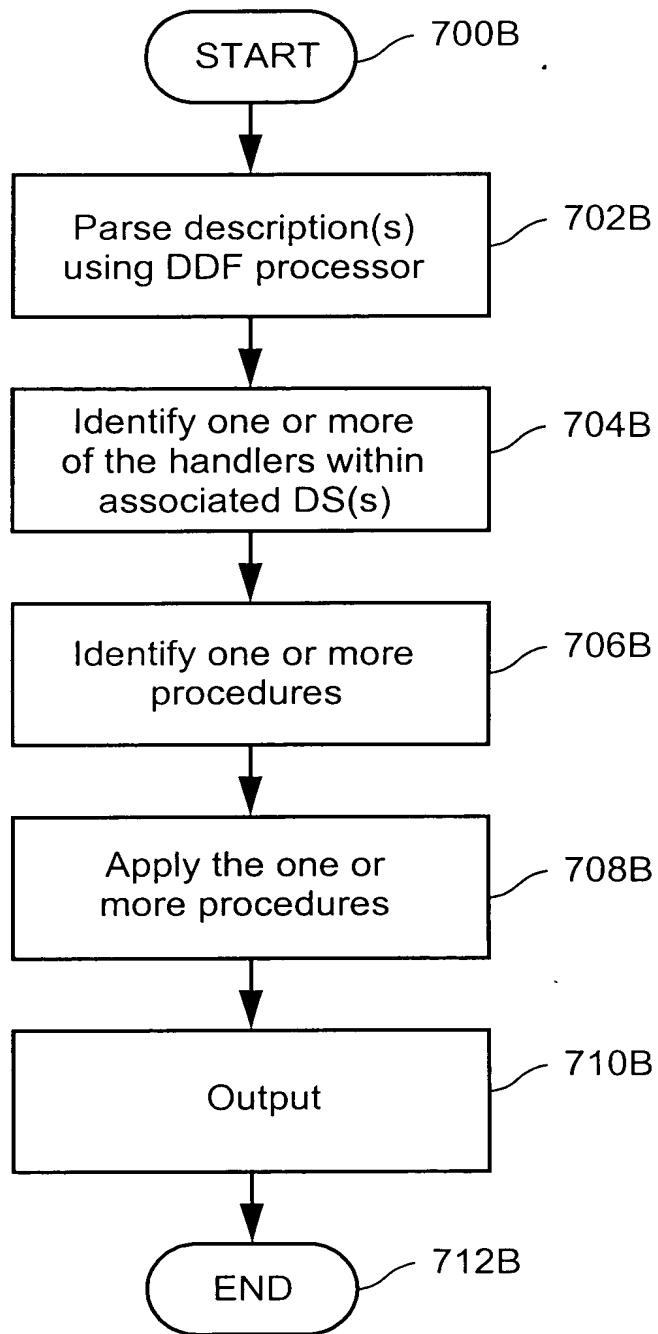 START
700B
Parse description(s)
using DDF processor
702B
Identify one or more
of the handlers within
associated DS(s)
704B
Identify one or more
procedures
706B
Apply the one or
more procedures
708B
Output
710B
END
712B